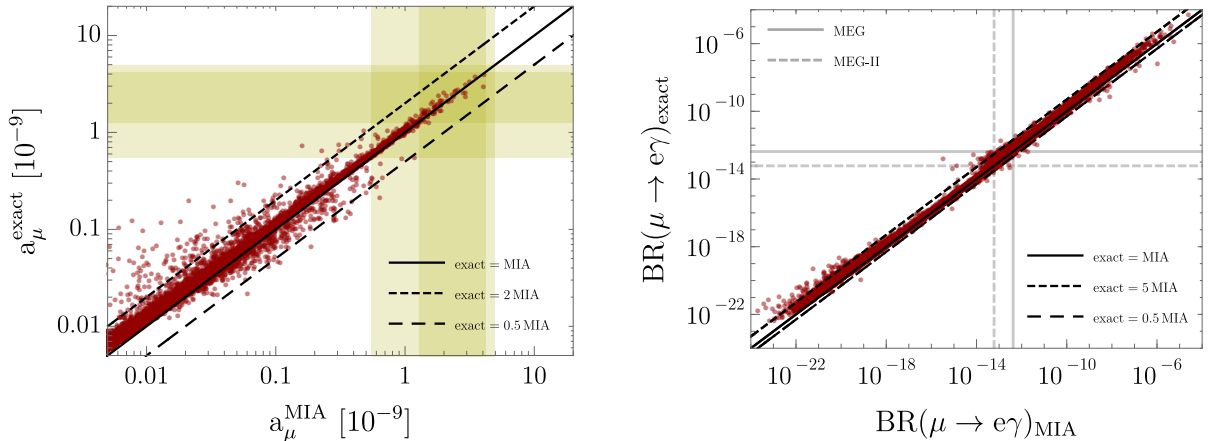 10
1
0.1
0.01
a_μ^exact [10^−9]
exact = MIA
exact = 2 MIA
exact = 0.5 MIA
0.01 0.1 1 10
a_μ^MIA [10^−9]
MEG
MEG-II
10^−6
10^−10
10^−14
10^−18
10^−22
BR(μ → eγ)_exact
exact = MIA
exact = 5 MIA
exact = 0.5 MIA
10^−22 10^−18 10^−14 10^−10 10^−6
BR(μ → eγ)_MIA